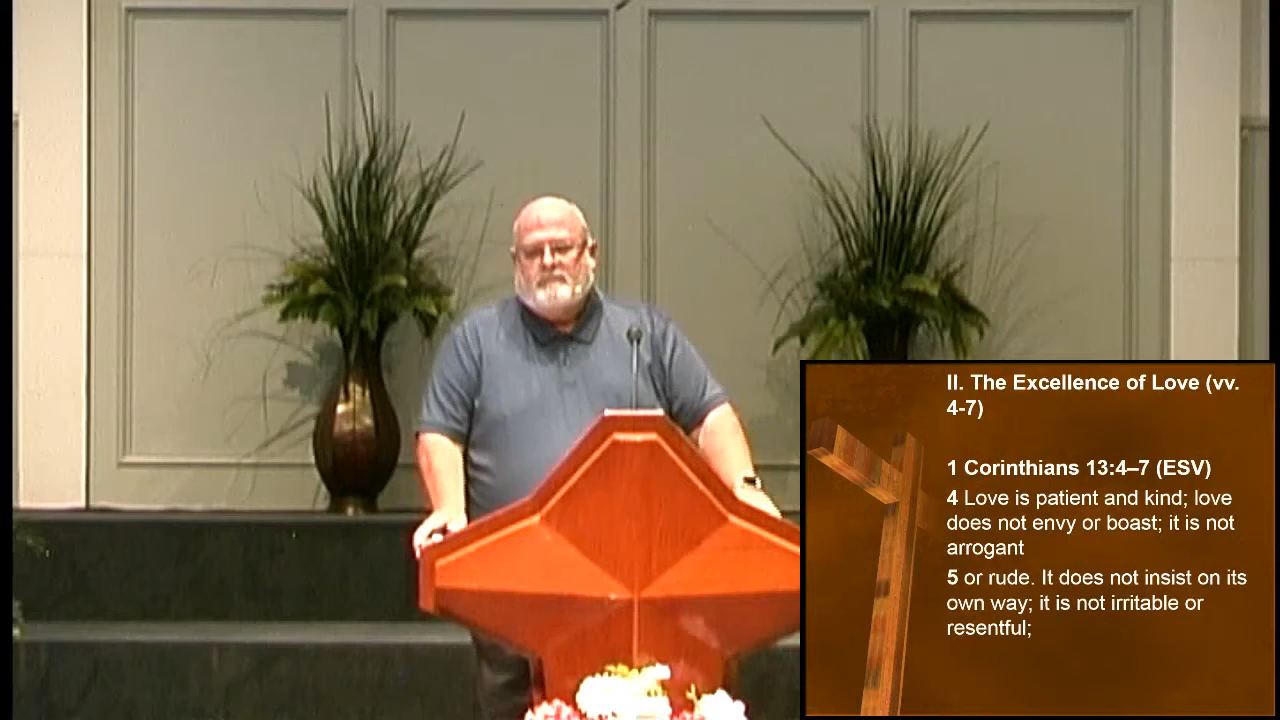 II. The Excellence of Love (vv.
4-7)
1 Corinthians 13:4–7 (ESV)
4 Love is patient and kind; love
does not envy or boast; it is not
arrogant
5 or rude. It does not insist on its
own way; it is not irritable or
resentful;